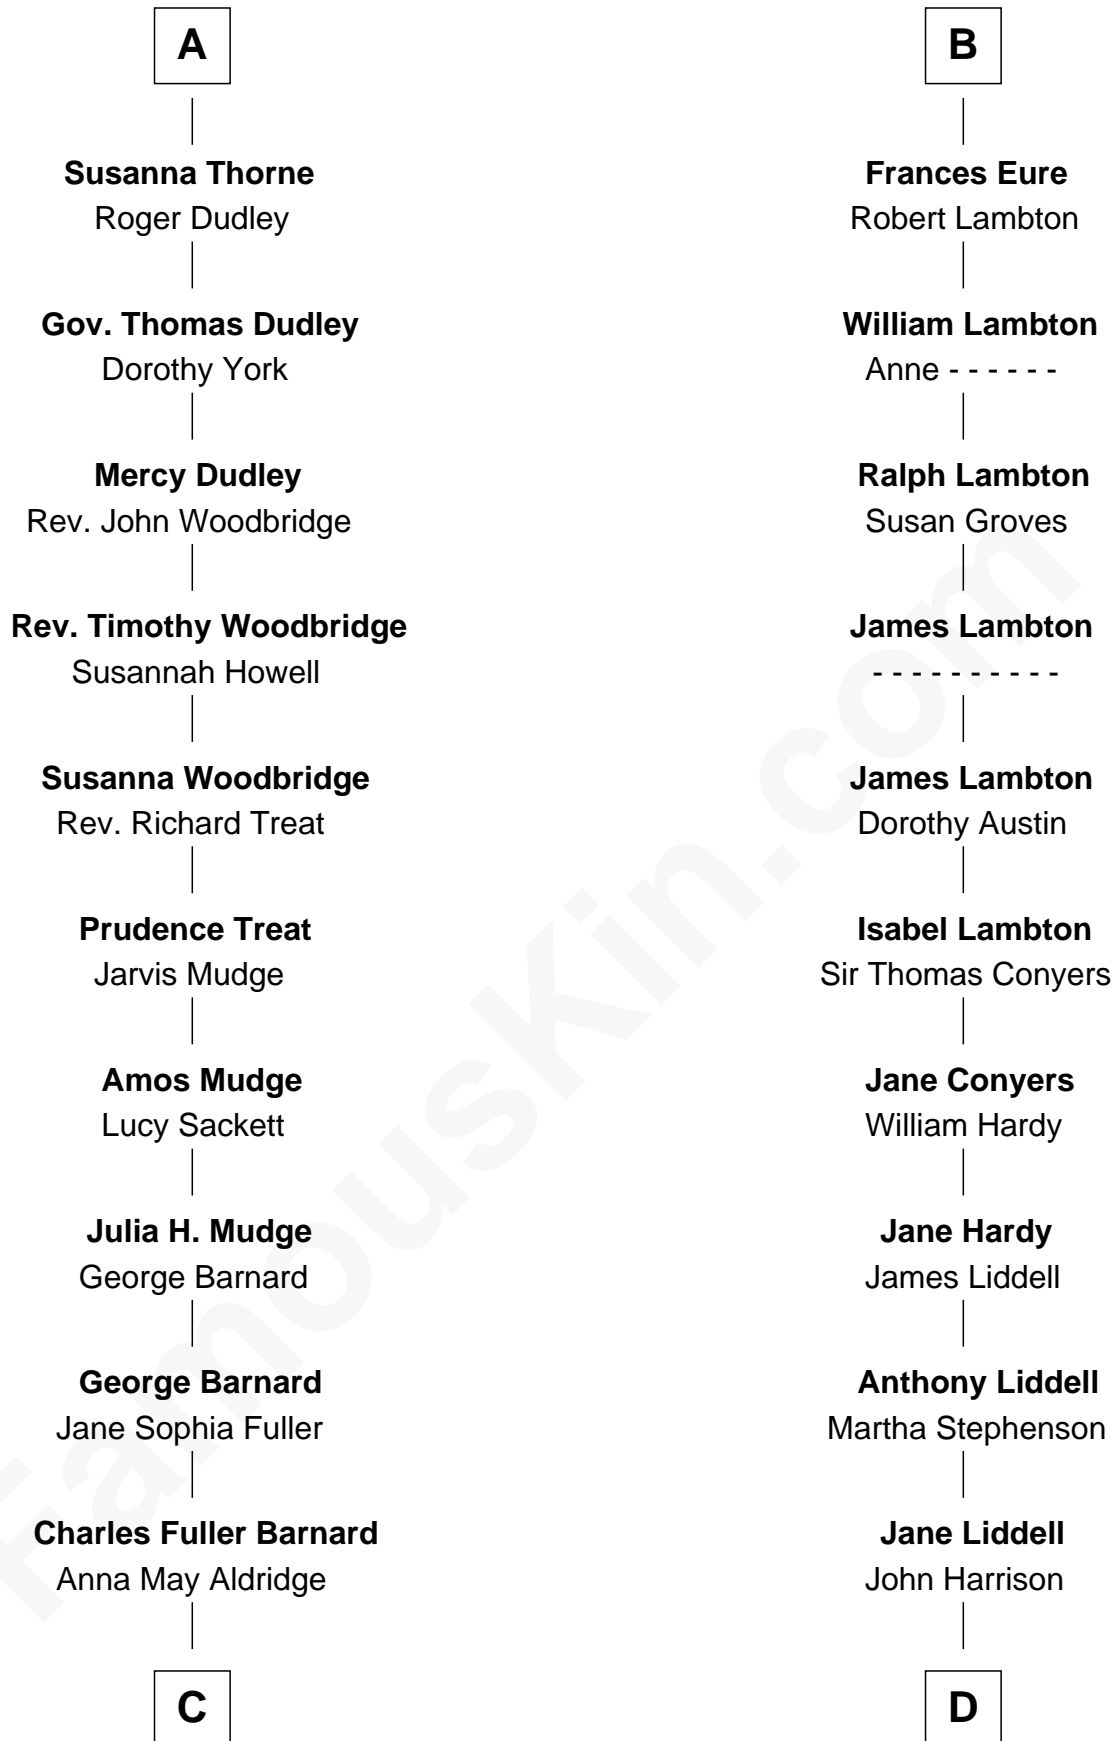 A
Susanna Thorne
Roger Dudley
Gov. Thomas Dudley
Dorothy York
Mercy Dudley
Rev. John Woodbridge
Rev. Timothy Woodbridge
Susannah Howell
Susanna Woodbridge
Rev. Richard Treat
Prudence Treat
Jarvis Mudge
Amos Mudge
Lucy Sackett
Julia H. Mudge
George Barnard
George Barnard
Jane Sophia Fuller
Charles Fuller Barnard
Anna May Aldridge
C
B
Frances Eure
Robert Lambton
William Lambton
Anne - - - - - -
Ralph Lambton
Susan Groves
James Lambton
- - - - - - - - - -
James Lambton
Dorothy Austin
Isabel Lambton
Sir Thomas Conyers
Jane Conyers
William Hardy
Jane Hardy
James Liddell
Anthony Liddell
Martha Stephenson
Jane Liddell
John Harrison
D
FamousKin.com